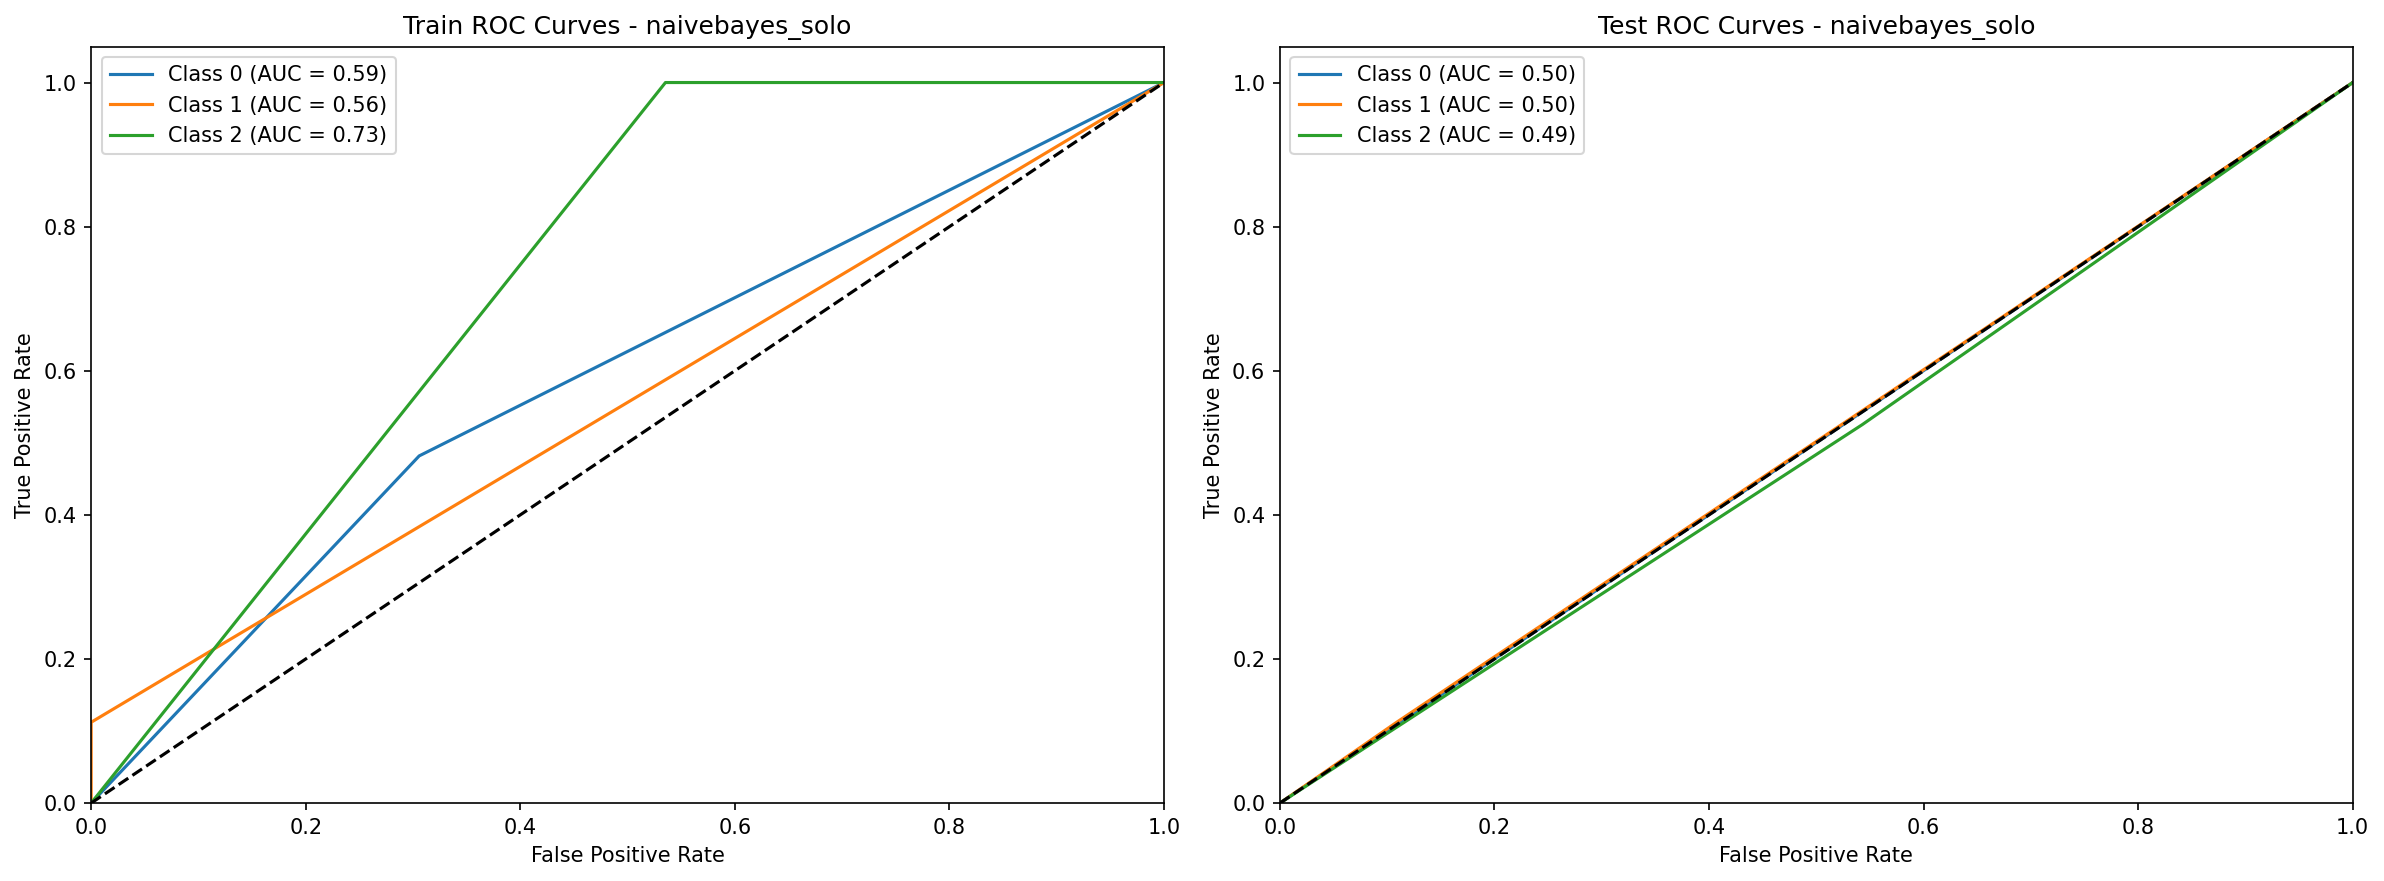 Train ROC Curves - naivebayes_solo
Class 0 (AUC = 0.59)
Class 1 (AUC = 0.56)
Class 2 (AUC = 0.73)
True Positive Rate
1.0
0.8
0.6
0.4
0.2
0.0
0.0 0.2 0.4 0.6 0.8 1.0
False Positive Rate
Test ROC Curves - naivebayes_solo
Class 0 (AUC = 0.50)
Class 1 (AUC = 0.50)
Class 2 (AUC = 0.49)
True Positive Rate
1.0
0.8
0.6
0.4
0.2
0.0
0.0 0.2 0.4 0.6 0.8 1.0
False Positive Rate